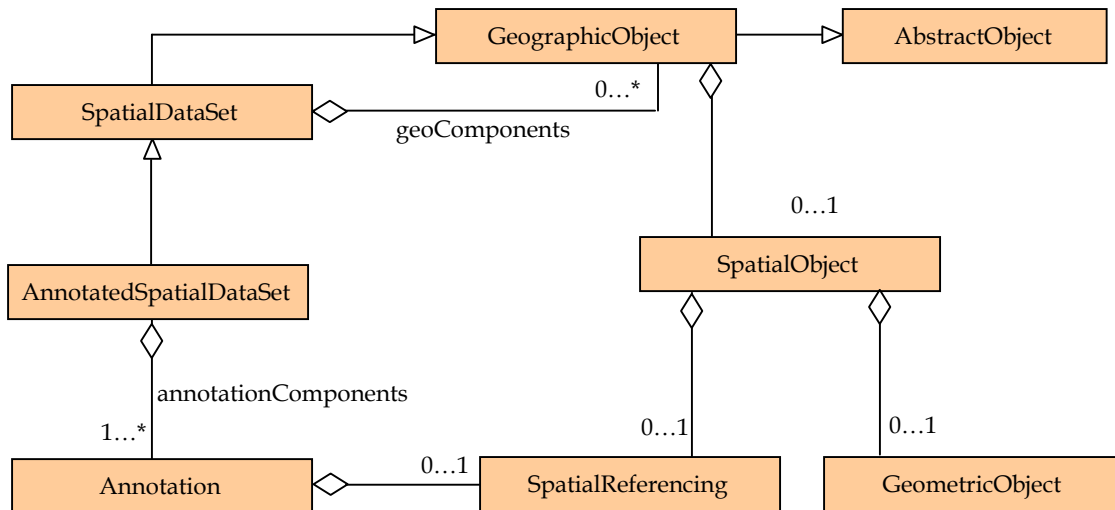 GeographicObject
AbstractObject
SpatialDataSet
0…*
geoComponents
0…1
SpatialObject
AnnotatedSpatialDataSet
annotationComponents
1…*
0…1
0…1
0…1
Annotation
SpatialReferencing
GeometricObject